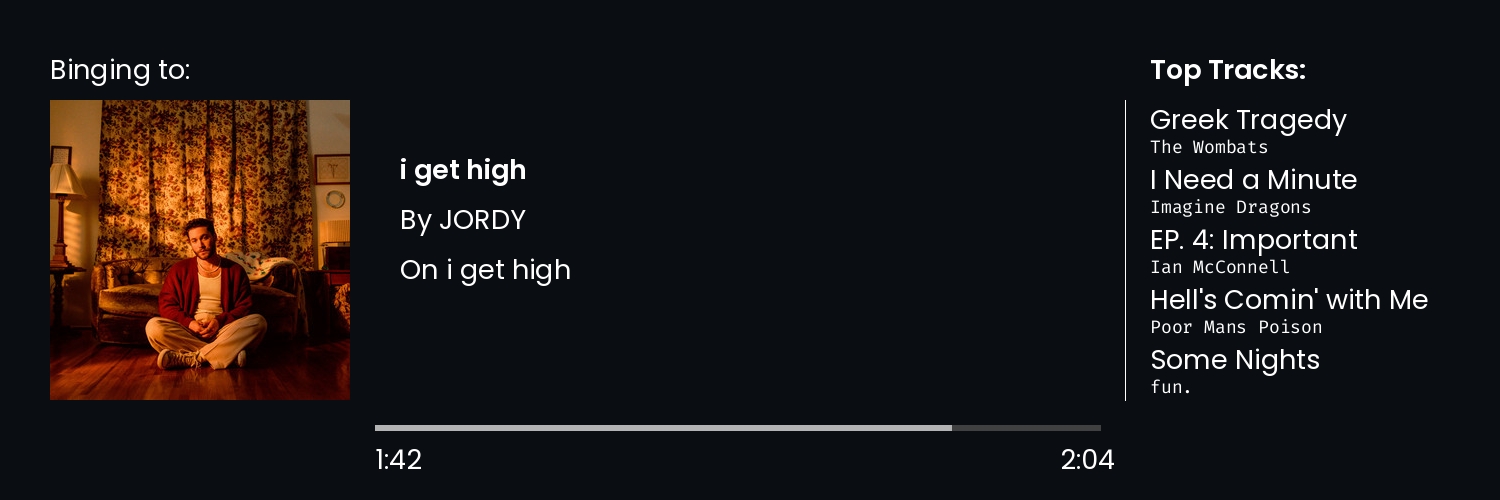 Binging to:
i get high
By JORDY
On i get high
1:42
2:04
Top Tracks:
Greek Tragedy
The Wombats
I Need a Minute
Imagine Dragons
EP. 4: Important
Ian McConnell
Hell's Comin' with Me
Poor Mans Poison
Some Nights
fun.